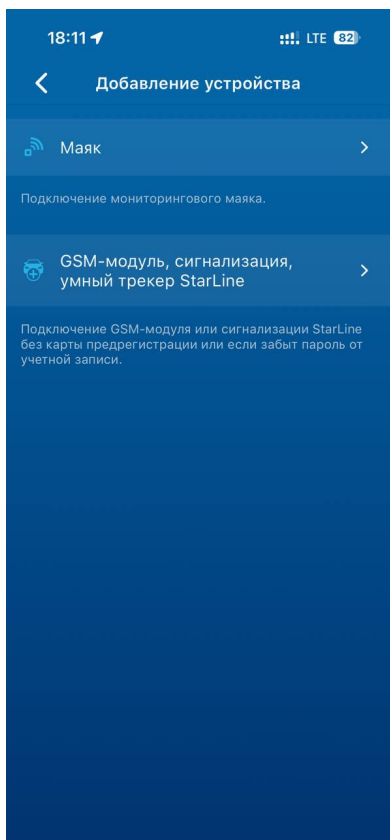 18:11 LTE 82
Добавление устройства
Маяк
Подключение мониторингового маяка.
GSM-модуль, сигнализация,
умный трекер StarLine
Подключение GSM-модуля или сигнализации StarLine
без карты предрегистрации или если забыт пароль от
учетной записи.